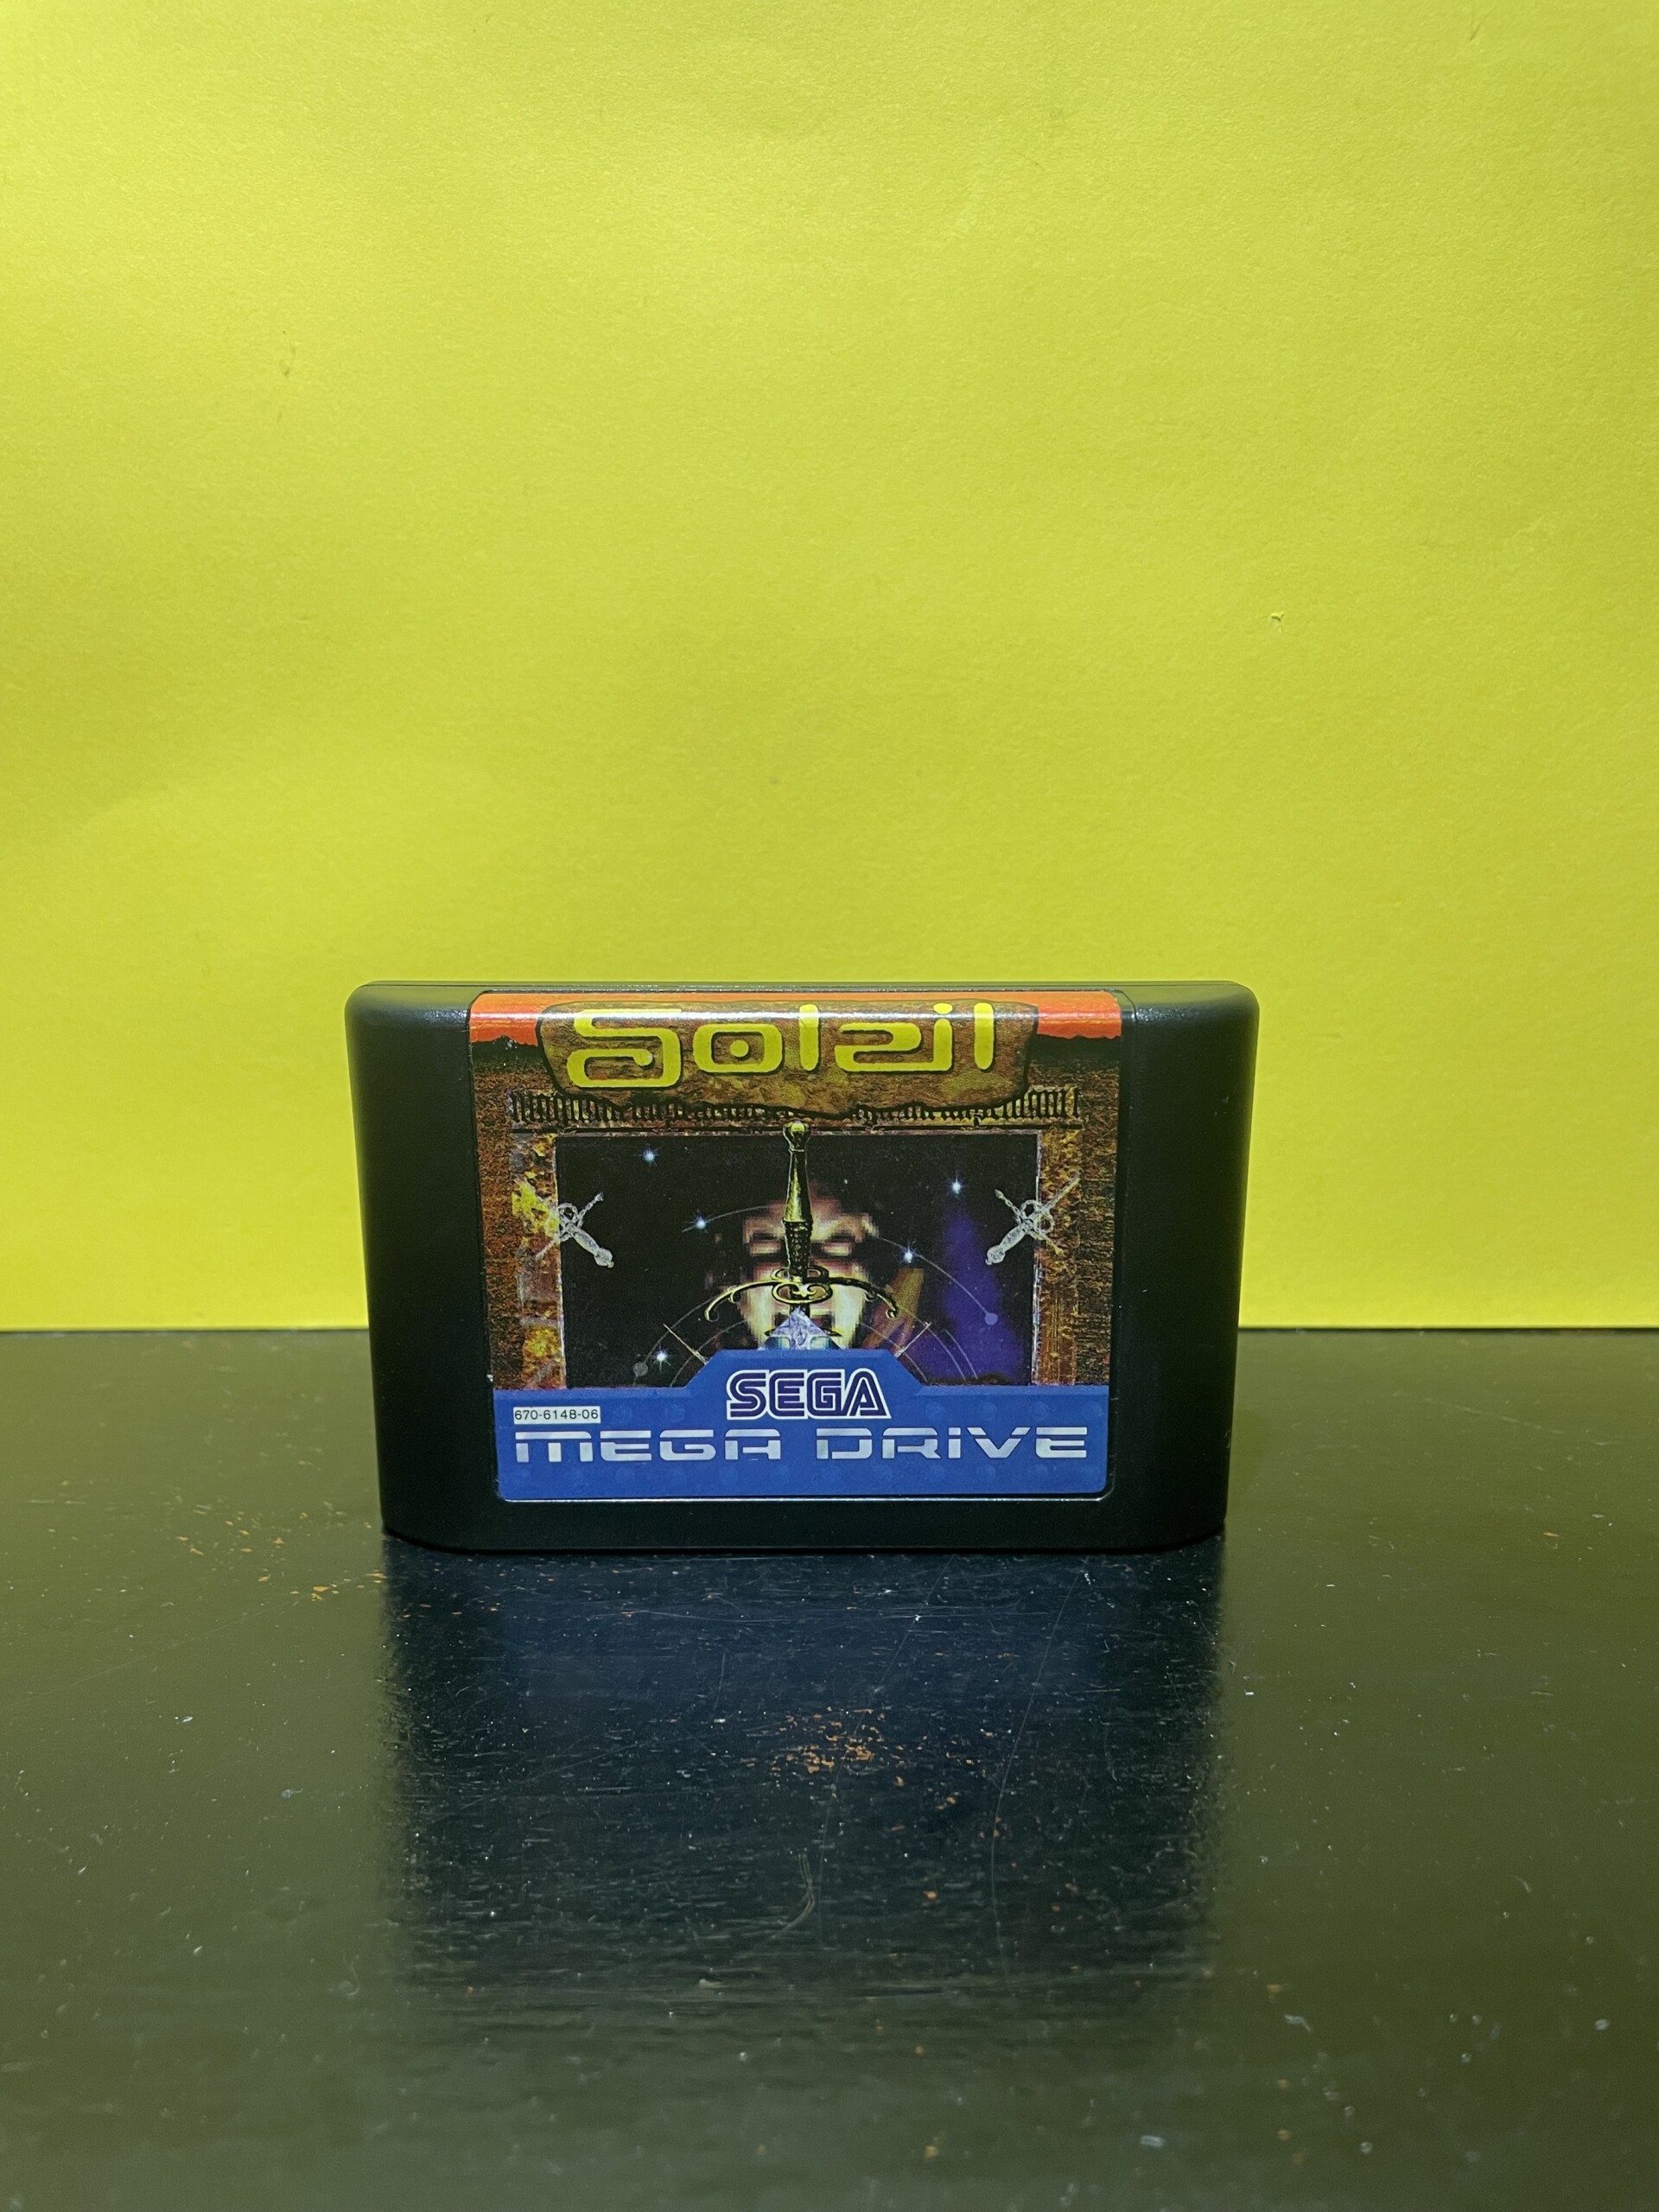 Soleil
SEGA
670-6148-06
MEGA DRIVE